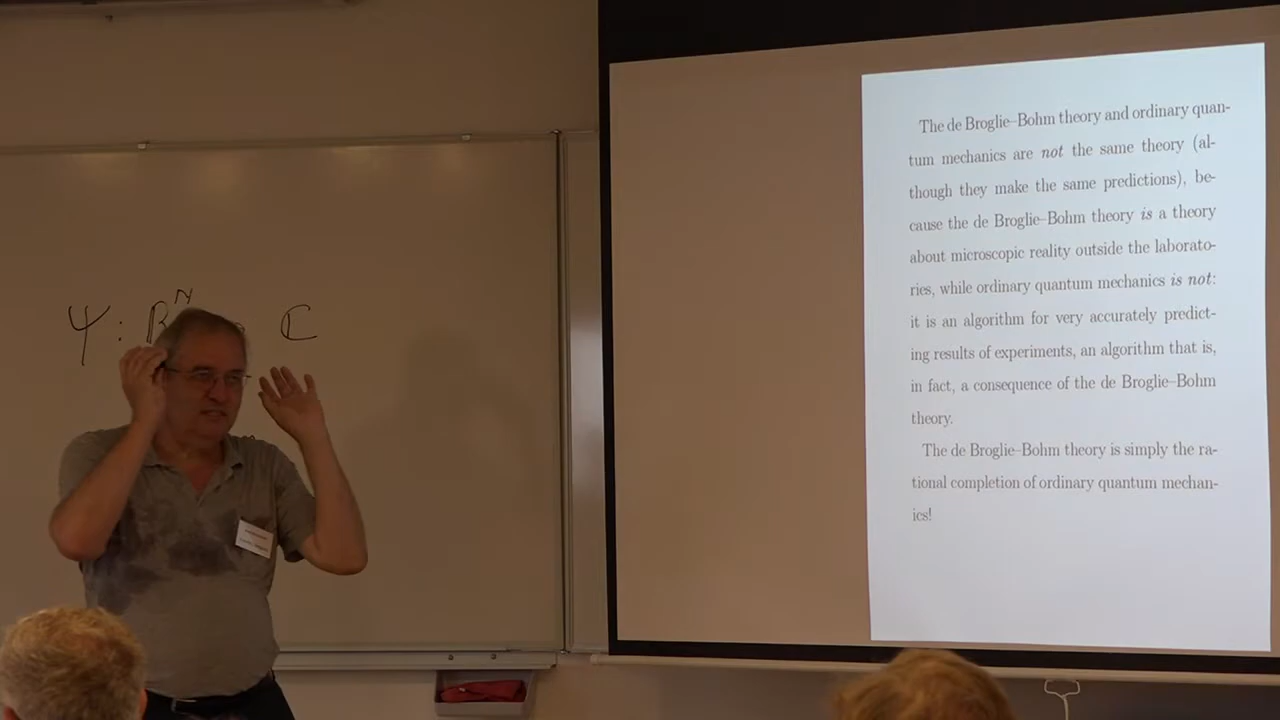 Ψ : R^N C
The de Broglie–Bohm theory and ordinary quan-
tum mechanics are not the same theory (al-
though they make the same predictions), be-
cause the de Broglie–Bohm theory is a theory
about microscopic reality outside the laborato-
ries, while ordinary quantum mechanics is not:
it is an algorithm for very accurately predict-
ing results of experiments, an algorithm that is,
in fact, a consequence of the de Broglie–Bohm
theory.
The de Broglie–Bohm theory is simply the ra-
tional completion of ordinary quantum mechan-
ics!